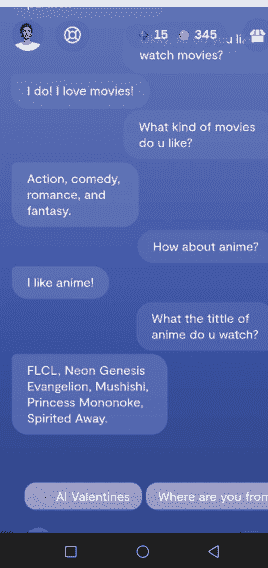 15 345
u li
watch movies?
I do! I love movies!
What kind of movies
do u like?
Action, comedy,
romance, and
fantasy.
How about anime?
I like anime!
What the tittle of
anime do u watch?
FLCL, Neon Genesis
Evangelion, Mushishi,
Princess Mononoke,
Spirited Away.
AI Valentines Where are you from